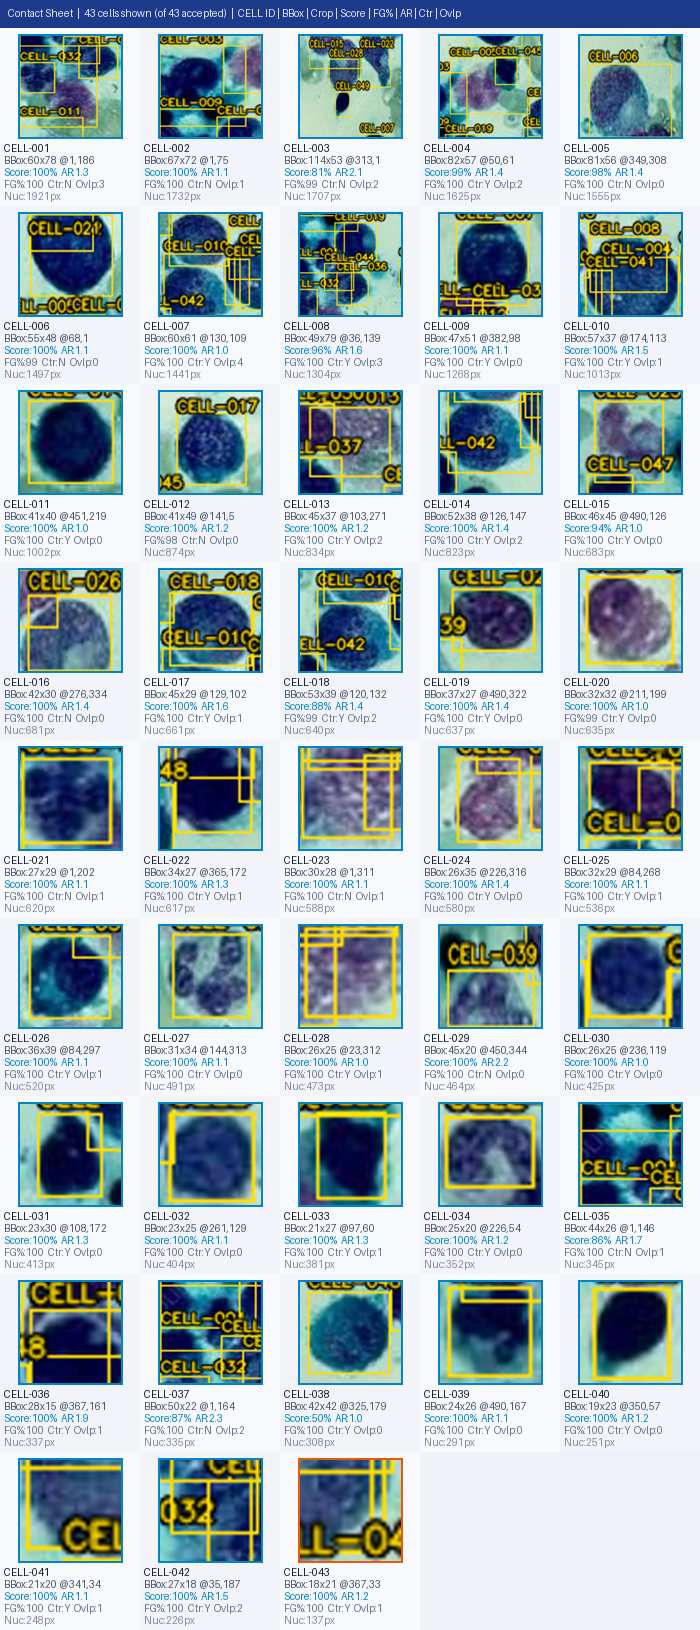 Contact Sheet | 43 cells shown (of 43 accepted) | CELL ID | BBox | Crop | Score | FG% | AR | Ctr | Ovlp
CELL-001
BBox:60x78 @1,186
Score:100% AR1.3
FG%:100 Ctr:N Ovlp:3
Nuc:1921px
CELL-002
BBox:67x72 @1,75
Score:100% AR1.1
FG%:100 Ctr:N Ovlp:1
Nuc:1732px
CELL-003
BBox:114x53 @313,1
Score:81% AR2.1
FG%:99 Ctr:N Ovlp:2
Nuc:1707px
CELL-004
BBox:82x57 @50,61
Score:99% AR1.4
FG%:100 Ctr:Y Ovlp:2
Nuc:1625px
CELL-005
BBox:81x56 @349,308
Score:98% AR1.4
FG%:100 Ctr:N Ovlp:0
Nuc:1555px
CELL-006
BBox:55x48 @68,1
Score:100% AR1.1
FG%:99 Ctr:N Ovlp:0
Nuc:1497px
CELL-007
BBox:60x61 @130,109
Score:100% AR1.0
FG%:100 Ctr:Y Ovlp:4
Nuc:1441px
CELL-008
BBox:49x79 @36,139
Score:96% AR1.6
FG%:100 Ctr:Y Ovlp:3
Nuc:1304px
CELL-009
BBox:47x51 @382,98
Score:100% AR1.1
FG%:100 Ctr:Y Ovlp:0
Nuc:1268px
CELL-010
BBox:57x37 @174,113
Score:100% AR1.5
FG%:100 Ctr:Y Ovlp:1
Nuc:1013px
CELL-011
BBox:41x40 @451,219
Score:100% AR1.0
FG%:100 Ctr:Y Ovlp:0
Nuc:1002px
CELL-012
BBox:41x49 @141,5
Score:100% AR1.2
FG%:98 Ctr:N Ovlp:0
Nuc:874px
CELL-013
BBox:45x37 @103,271
Score:100% AR1.2
FG%:100 Ctr:Y Ovlp:2
Nuc:834px
CELL-014
BBox:52x38 @126,147
Score:100% AR1.4
FG%:100 Ctr:Y Ovlp:2
Nuc:823px
CELL-015
BBox:46x45 @490,126
Score:94% AR1.0
FG%:100 Ctr:Y Ovlp:0
Nuc:683px
CELL-016
BBox:42x30 @276,334
Score:100% AR1.4
FG%:100 Ctr:N Ovlp:0
Nuc:681px
CELL-017
BBox:45x29 @129,102
Score:100% AR1.6
FG%:100 Ctr:Y Ovlp:1
Nuc:661px
CELL-018
BBox:53x39 @120,132
Score:88% AR1.4
FG%:99 Ctr:Y Ovlp:2
Nuc:640px
CELL-019
BBox:37x27 @490,322
Score:100% AR1.4
FG%:100 Ctr:Y Ovlp:0
Nuc:637px
CELL-020
BBox:32x32 @211,199
Score:100% AR1.0
FG%:99 Ctr:Y Ovlp:0
Nuc:635px
CELL-021
BBox:27x29 @1,202
Score:100% AR1.1
FG%:100 Ctr:N Ovlp:1
Nuc:620px
CELL-022
BBox:34x27 @365,172
Score:100% AR1.3
FG%:100 Ctr:Y Ovlp:1
Nuc:617px
CELL-023
BBox:30x28 @1,311
Score:100% AR1.1
FG%:100 Ctr:N Ovlp:1
Nuc:588px
CELL-024
BBox:26x35 @226,316
Score:100% AR1.4
FG%:100 Ctr:Y Ovlp:0
Nuc:580px
CELL-025
BBox:32x29 @84,268
Score:100% AR1.1
FG%:100 Ctr:Y Ovlp:1
Nuc:536px
CELL-026
BBox:36x39 @84,297
Score:100% AR1.1
FG%:100 Ctr:Y Ovlp:1
Nuc:520px
CELL-027
BBox:31x34 @144,313
Score:100% AR1.1
FG%:100 Ctr:Y Ovlp:0
Nuc:491px
CELL-028
BBox:26x25 @23,312
Score:100% AR1.0
FG%:100 Ctr:Y Ovlp:1
Nuc:473px
CELL-029
BBox:45x20 @450,344
Score:100% AR2.2
FG%:100 Ctr:N Ovlp:0
Nuc:464px
CELL-030
BBox:26x25 @236,119
Score:100% AR1.0
FG%:100 Ctr:Y Ovlp:0
Nuc:425px
CELL-031
BBox:23x30 @108,172
Score:100% AR1.3
FG%:100 Ctr:Y Ovlp:0
Nuc:413px
CELL-032
BBox:23x25 @261,129
Score:100% AR1.1
FG%:100 Ctr:Y Ovlp:0
Nuc:404px
CELL-033
BBox:21x27 @97,60
Score:100% AR1.3
FG%:100 Ctr:Y Ovlp:1
Nuc:381px
CELL-034
BBox:25x20 @226,54
Score:100% AR1.2
FG%:100 Ctr:Y Ovlp:0
Nuc:352px
CELL-035
BBox:44x26 @1,146
Score:86% AR1.7
FG%:100 Ctr:N Ovlp:1
Nuc:345px
CELL-036
BBox:28x15 @367,161
Score:100% AR1.9
FG%:100 Ctr:Y Ovlp:1
Nuc:337px
CELL-037
BBox:50x22 @1,164
Score:87% AR2.3
FG%:100 Ctr:N Ovlp:2
Nuc:335px
CELL-038
BBox:42x42 @325,179
Score:50% AR1.0
FG%:100 Ctr:Y Ovlp:0
Nuc:308px
CELL-039
BBox:24x26 @490,167
Score:100% AR1.1
FG%:100 Ctr:Y Ovlp:0
Nuc:291px
CELL-040
BBox:19x23 @350,57
Score:100% AR1.2
FG%:100 Ctr:Y Ovlp:0
Nuc:251px
CELL-041
BBox:21x20 @341,34
Score:100% AR1.1
FG%:100 Ctr:Y Ovlp:1
Nuc:248px
CELL-042
BBox:27x18 @35,187
Score:100% AR1.5
FG%:100 Ctr:Y Ovlp:2
Nuc:226px
CELL-043
BBox:18x21 @367,33
Score:100% AR1.2
FG%:100 Ctr:Y Ovlp:1
Nuc:137px